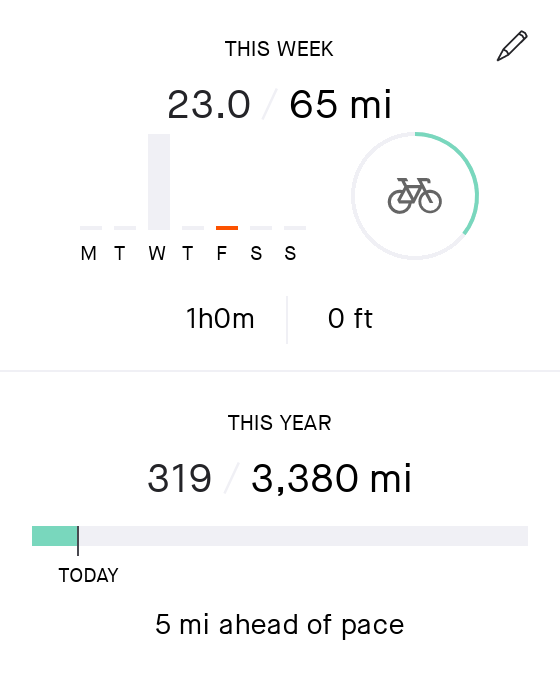 THIS WEEK
23.0 / 65 mi
M T W T F S S
1h0m 0 ft
THIS YEAR
319 / 3,380 mi
TODAY
5 mi ahead of pace